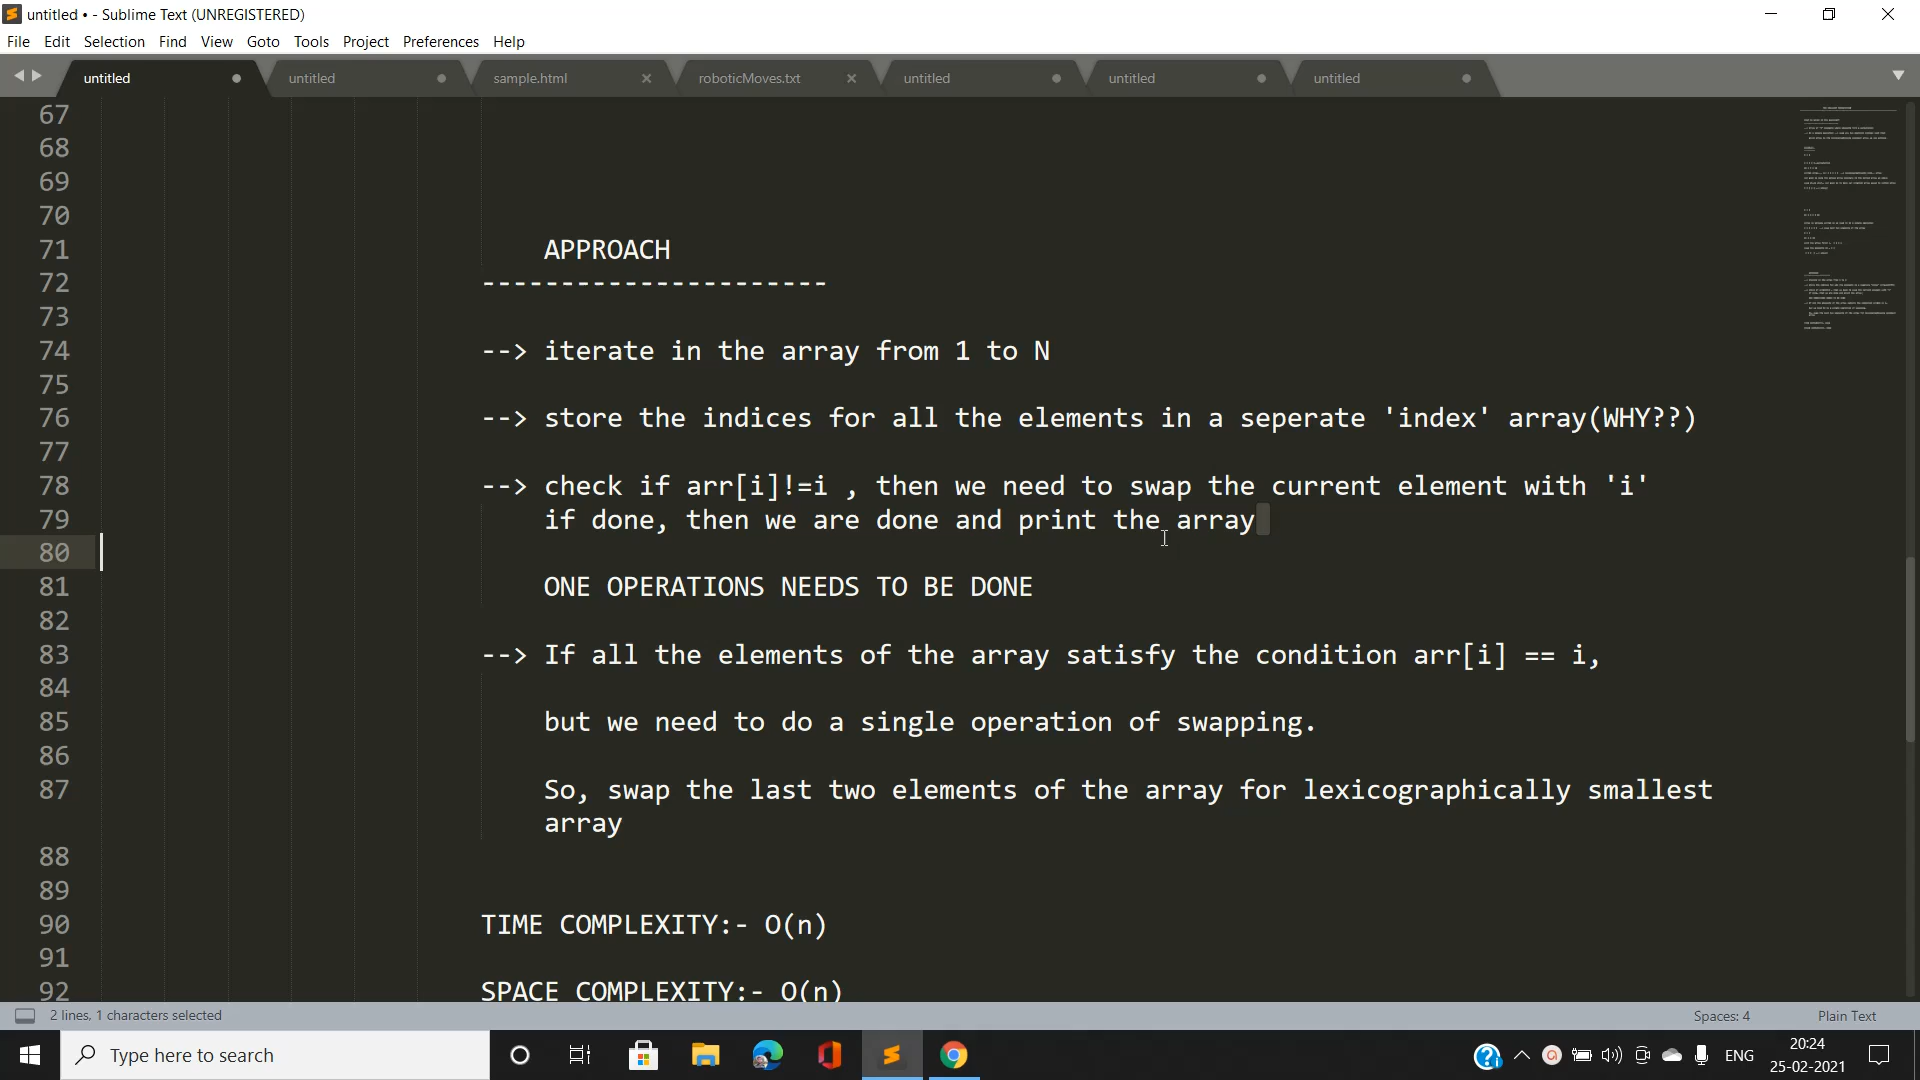 untitled • - Sublime Text (UNREGISTERED)
File Edit Selection Find View Goto Tools Project Preferences Help
untitled untitled sample.html roboticMoves.txt untitled untitled untitled
67
68
69
70
71 APPROACH
72 ----------------------
73
74 --> iterate in the array from 1 to N
75
76 --> store the indices for all the elements in a seperate 'index' array(WHY??)
77
78 --> check if arr[i]!=i , then we need to swap the current element with 'i'
79 if done, then we are done and print the array
80
81 ONE OPERATIONS NEEDS TO BE DONE
82
83 --> If all the elements of the array satisfy the condition arr[i] == i,
84
85 but we need to do a single operation of swapping.
86
87 So, swap the last two elements of the array for lexicographically smallest
array
88
89
90 TIME COMPLEXITY:- O(n)
91
92 SPACE COMPLEXITY:- O(n)
2 lines, 1 characters selected Spaces: 4 Plain Text
Type here to search ENG 20:24
25-02-2021